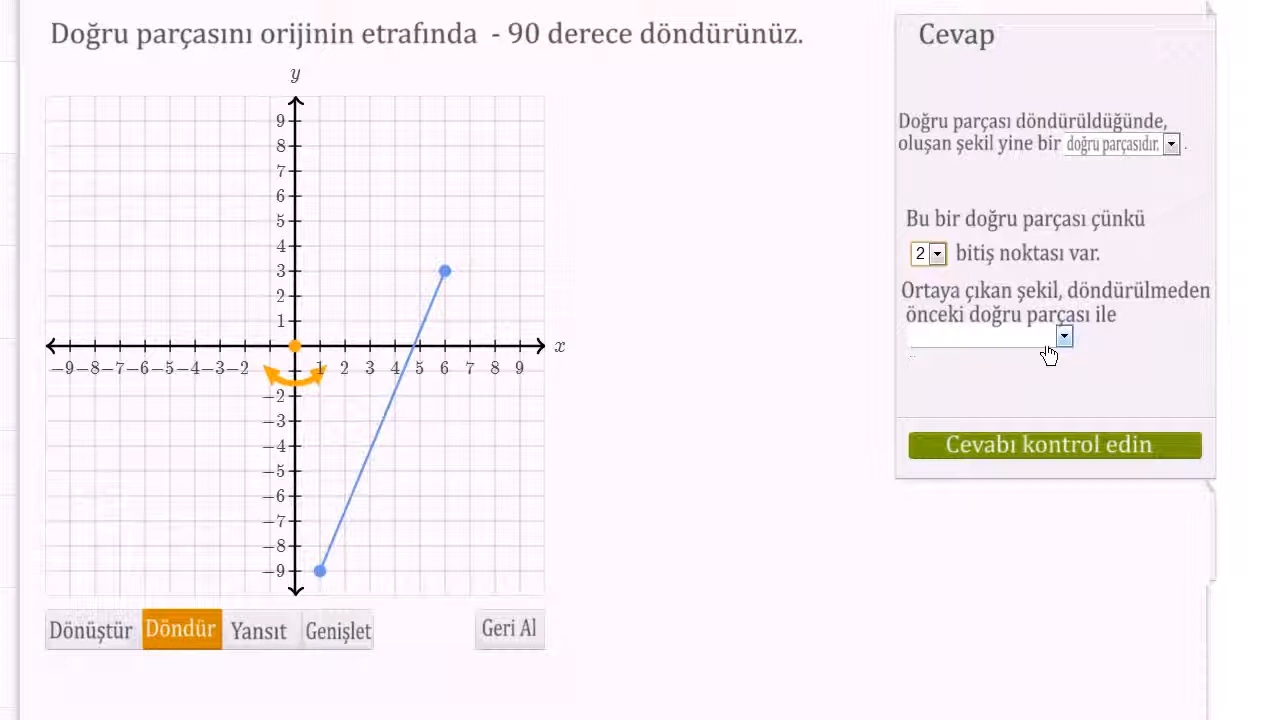 Doğru parçasını orijinin etrafında - 90 derece döndürünüz.
y
9
8
7
6
5
4
3
2
1
x
−9 −8 −7 −6 −5 −4 −3 −2 1 2 3 4 5 6 7 8 9
−2
−3
−4
−5
−6
−7
−8
−9
Dönüştür Döndür Yansıt Genişlet Geri Al
Cevap
Doğru parçası döndürüldüğünde,
oluşan şekil yine bir doğru parçasıdır. .
Bu bir doğru parçası çünkü
2 bitiş noktası var.
Ortaya çıkan şekil, döndürülmeden
önceki doğru parçası ile
Cevabı kontrol edin